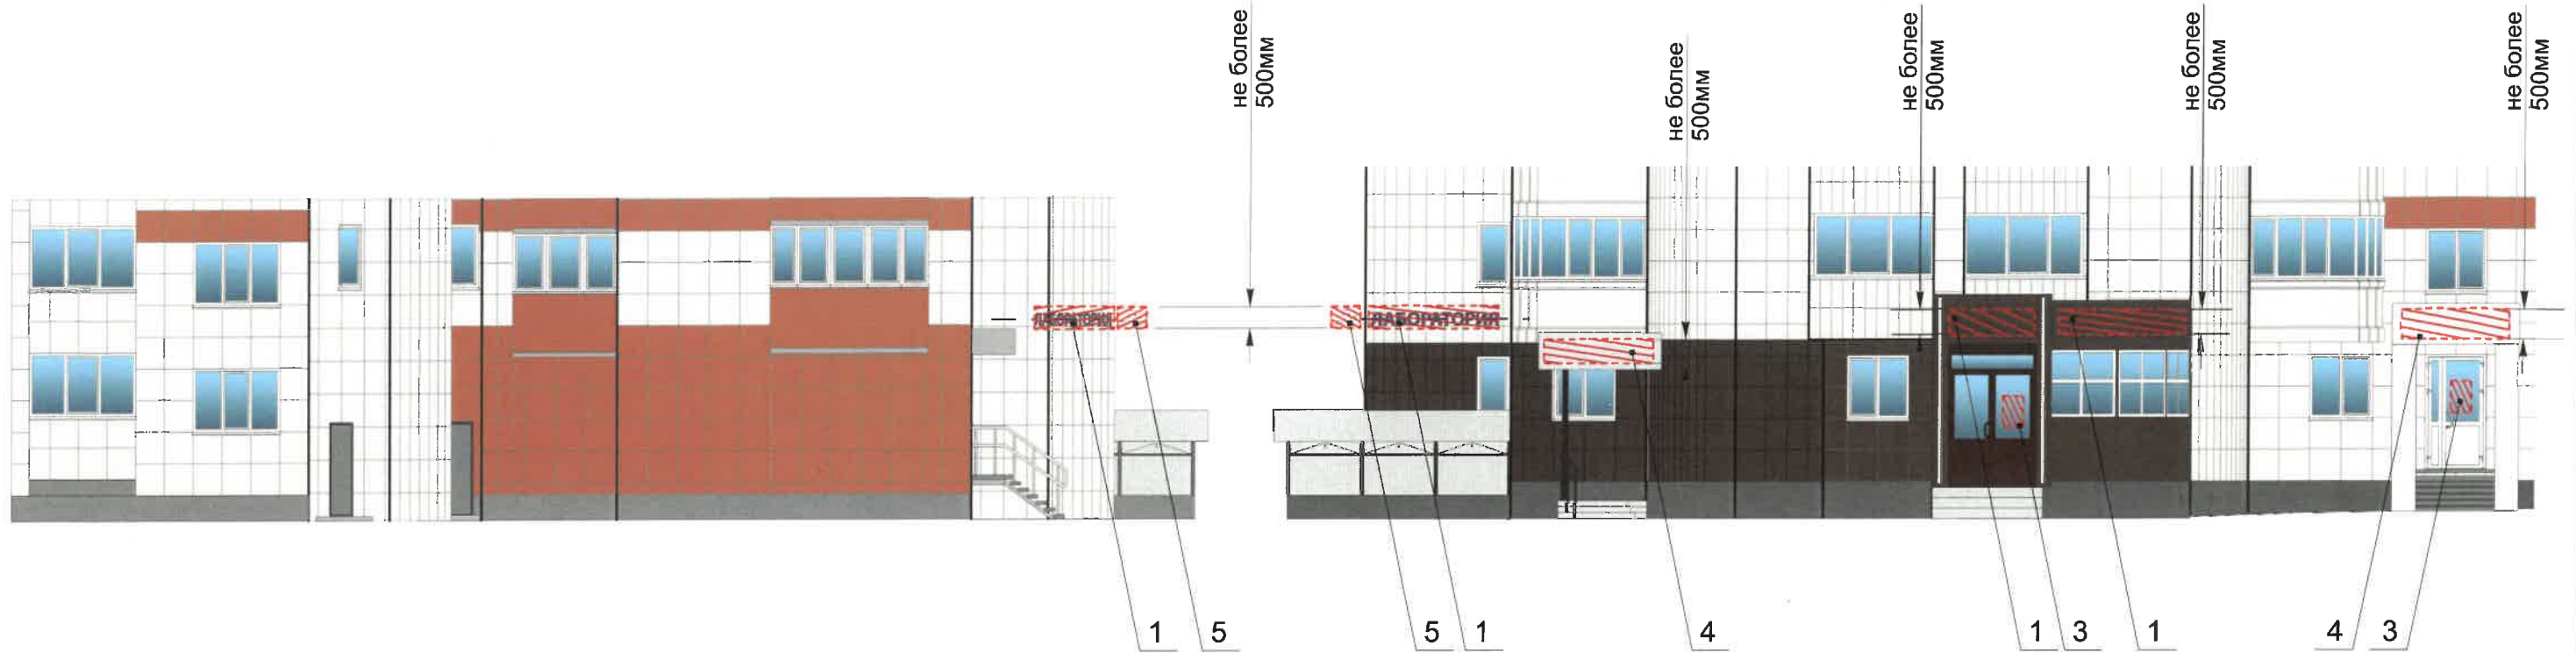 не более
500мм
не более
500мм
не более
500мм
не более
500мм
не более
500мм
ЛАБОРАТОРИЯ
ЛАБОРАТОРИЯ
1
5
5
1
4
1
3
1
4
3